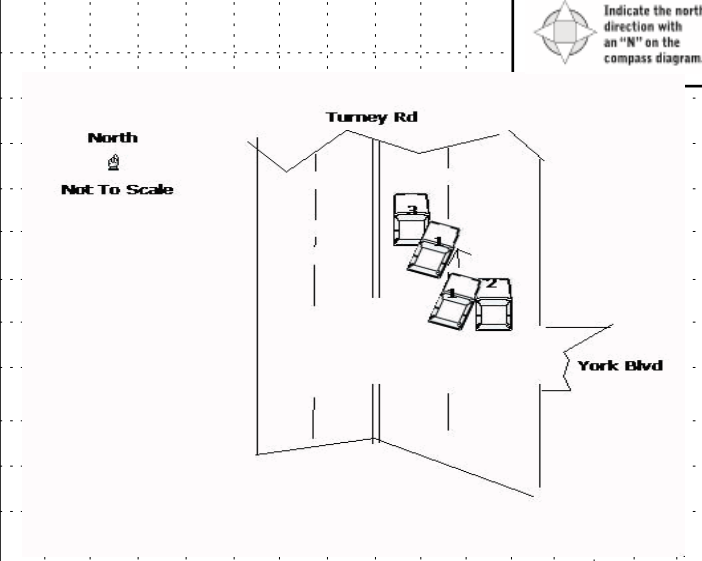 Indicate the north
direction with
an "N" on the
compass diagram.
Turney Rd
North
Not To Scale
3
1
2
1
York Blvd